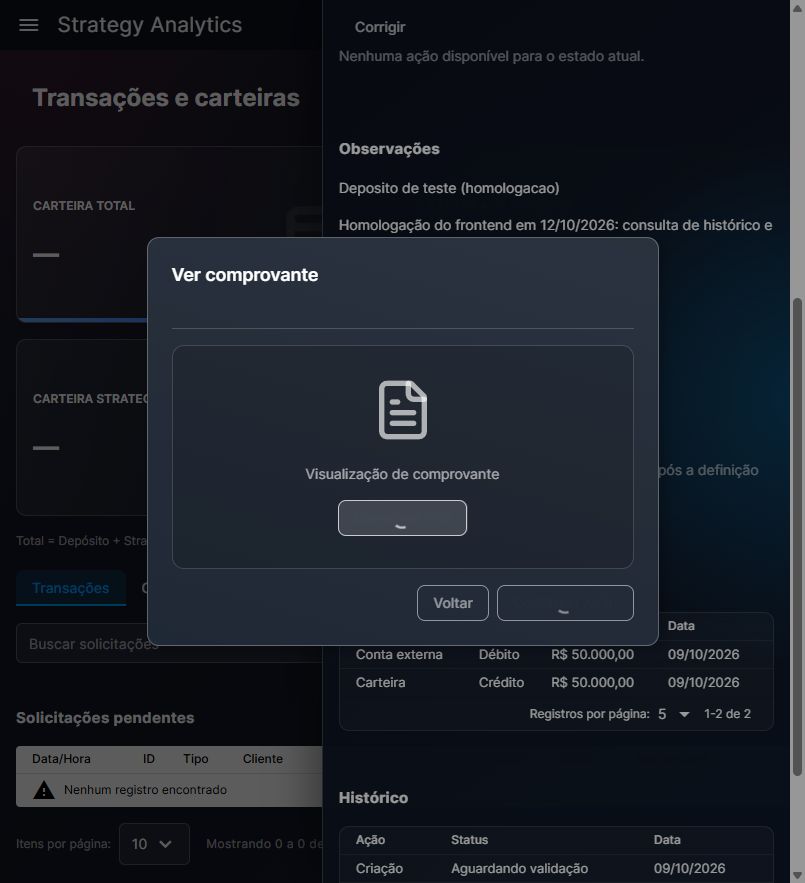 Strategy Analytics
Corrigir
Nenhuma ação disponível para o estado atual.
Transações e carteiras
Observações
Deposito de teste (homologacao)
Homologação do frontend em 12/10/2026: consulta de histórico e
CARTEIRA TOTAL
—
CARTEIRA STRATEG
—
Ver comprovante
Visualização de comprovante
Voltar
pós a definição
Total = Depósito + Stra
Transações
Buscar solicitações
Solicitações pendentes
Data/Hora ID Tipo Cliente
Nenhum registro encontrado
Itens por página: 10 Mostrando 0 a 0 de
Data
Conta externa Débito R$ 50.000,00 09/10/2026
Carteira Crédito R$ 50.000,00 09/10/2026
Registros por página: 5 1-2 de 2
Histórico
Ação Status Data
Criação Aguardando validação 09/10/2026